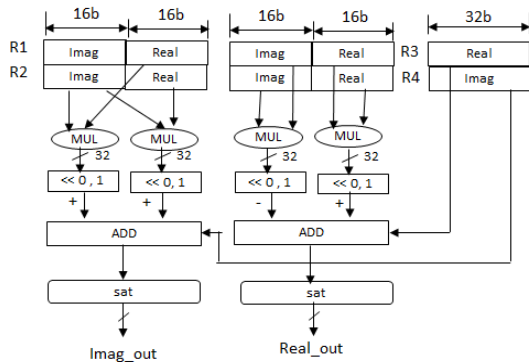 16b 16b 16b 16b 32b
R1 Imag Real Imag Real R3 Real
R2 Imag Real Imag Real R4 Imag
MUL MUL MUL MUL
32 32 32 32
<< 0, 1 << 0, 1 << 0, 1 << 0, 1
+ + - +
ADD ADD
sat sat
Imag_out Real_out